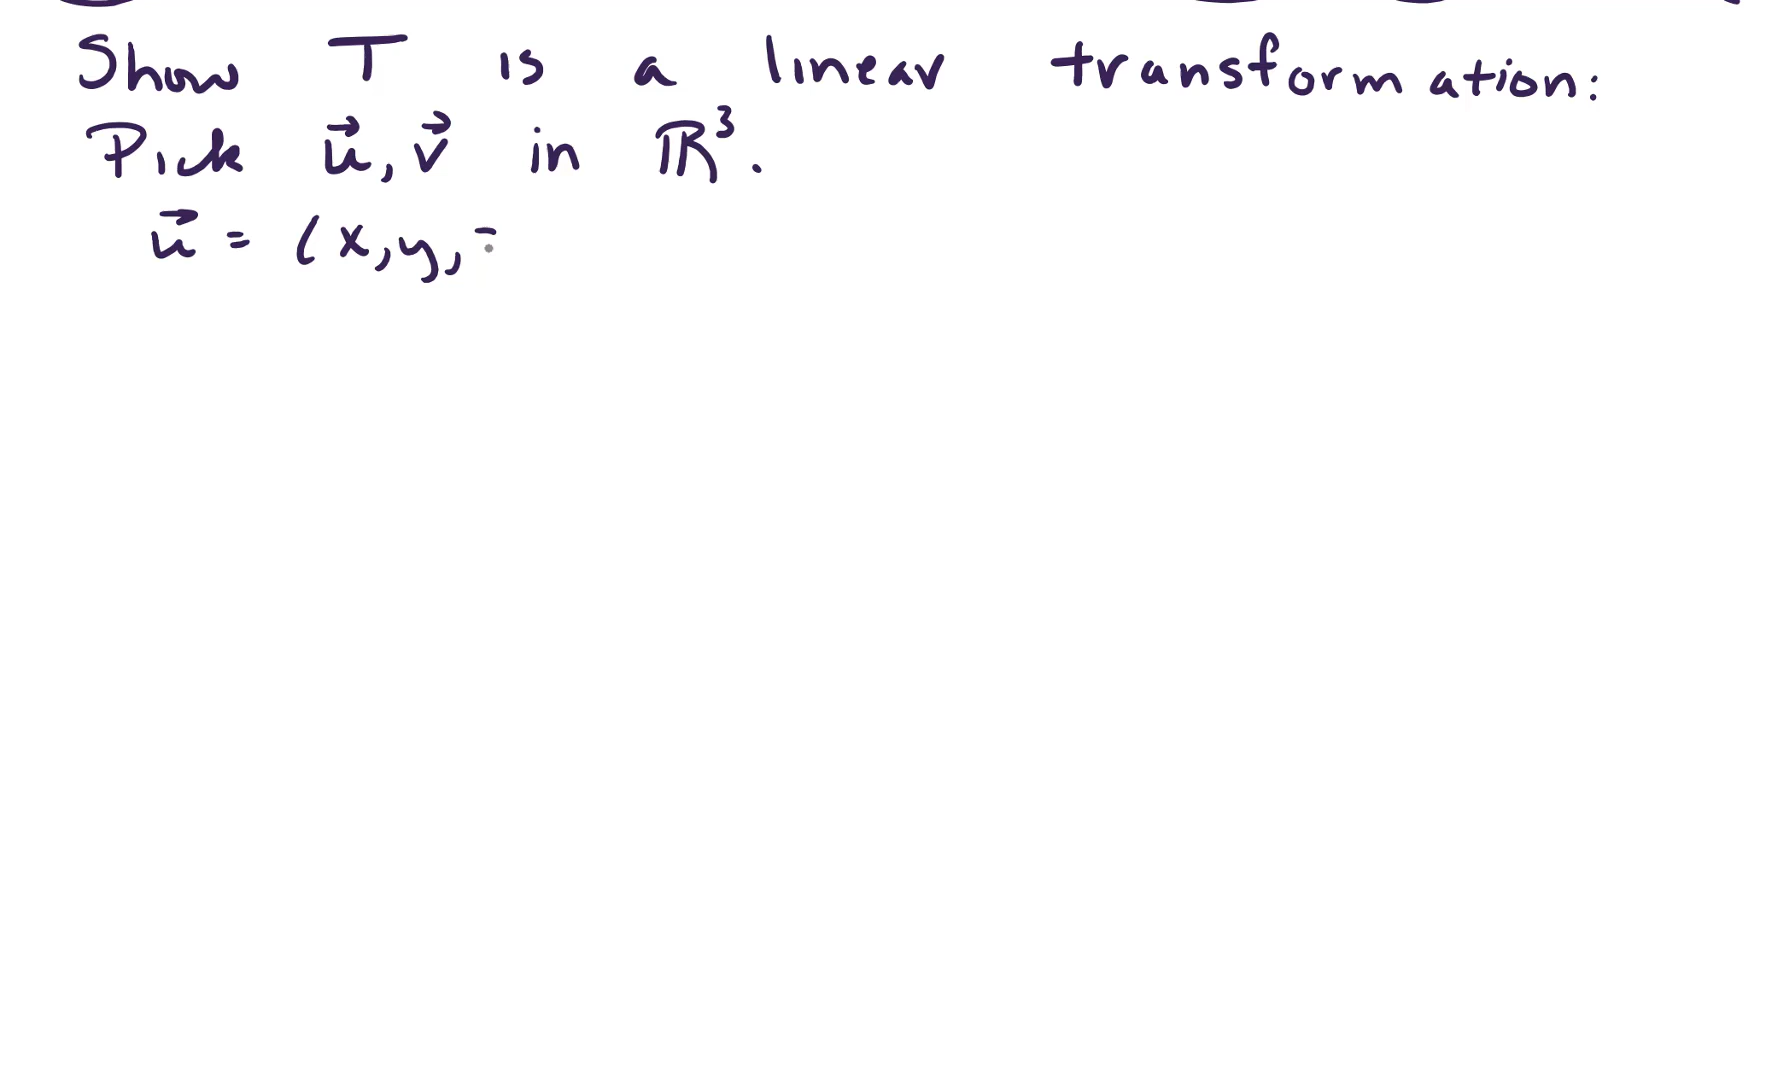 Show T is a linear transformation:
Pick u⃗, v⃗ in ℝ³.
u⃗ = (x, y,